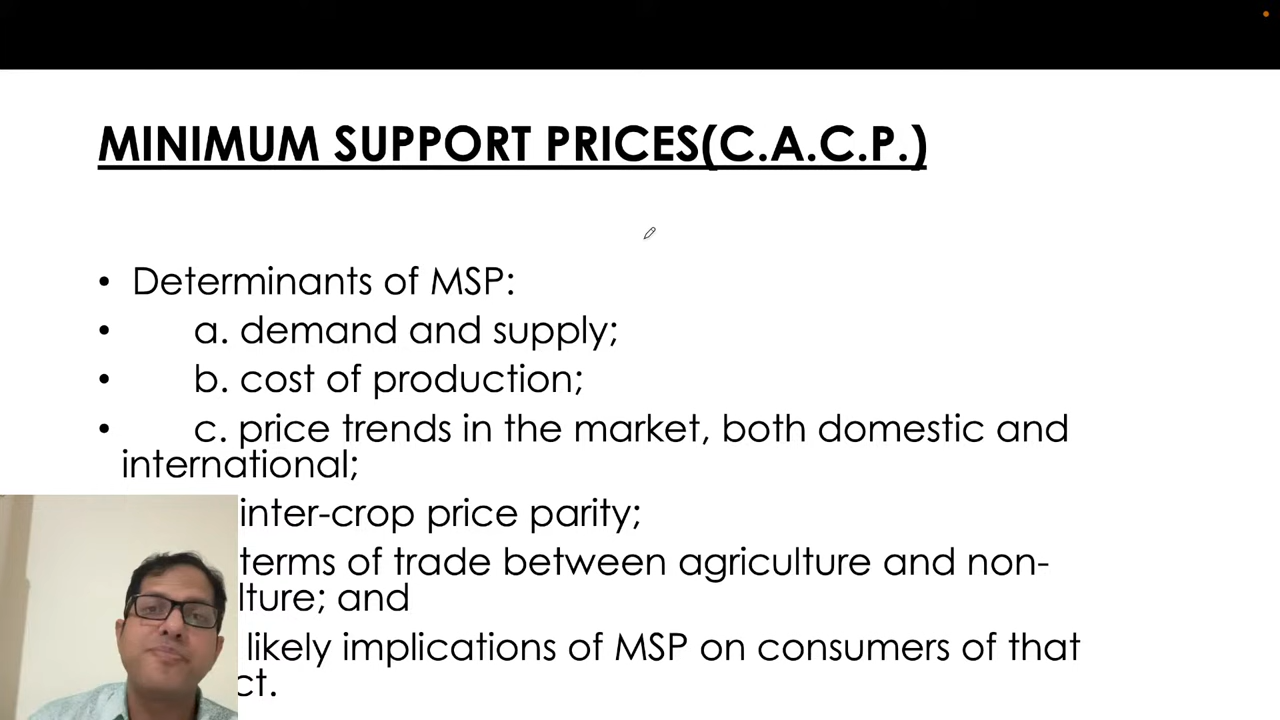 MINIMUM SUPPORT PRICES(C.A.C.P.)
• Determinants of MSP:
• a. demand and supply;
• b. cost of production;
• c. price trends in the market, both domestic and
international;
inter-crop price parity;
terms of trade between agriculture and non-
lture; and
likely implications of MSP on consumers of that
ct.